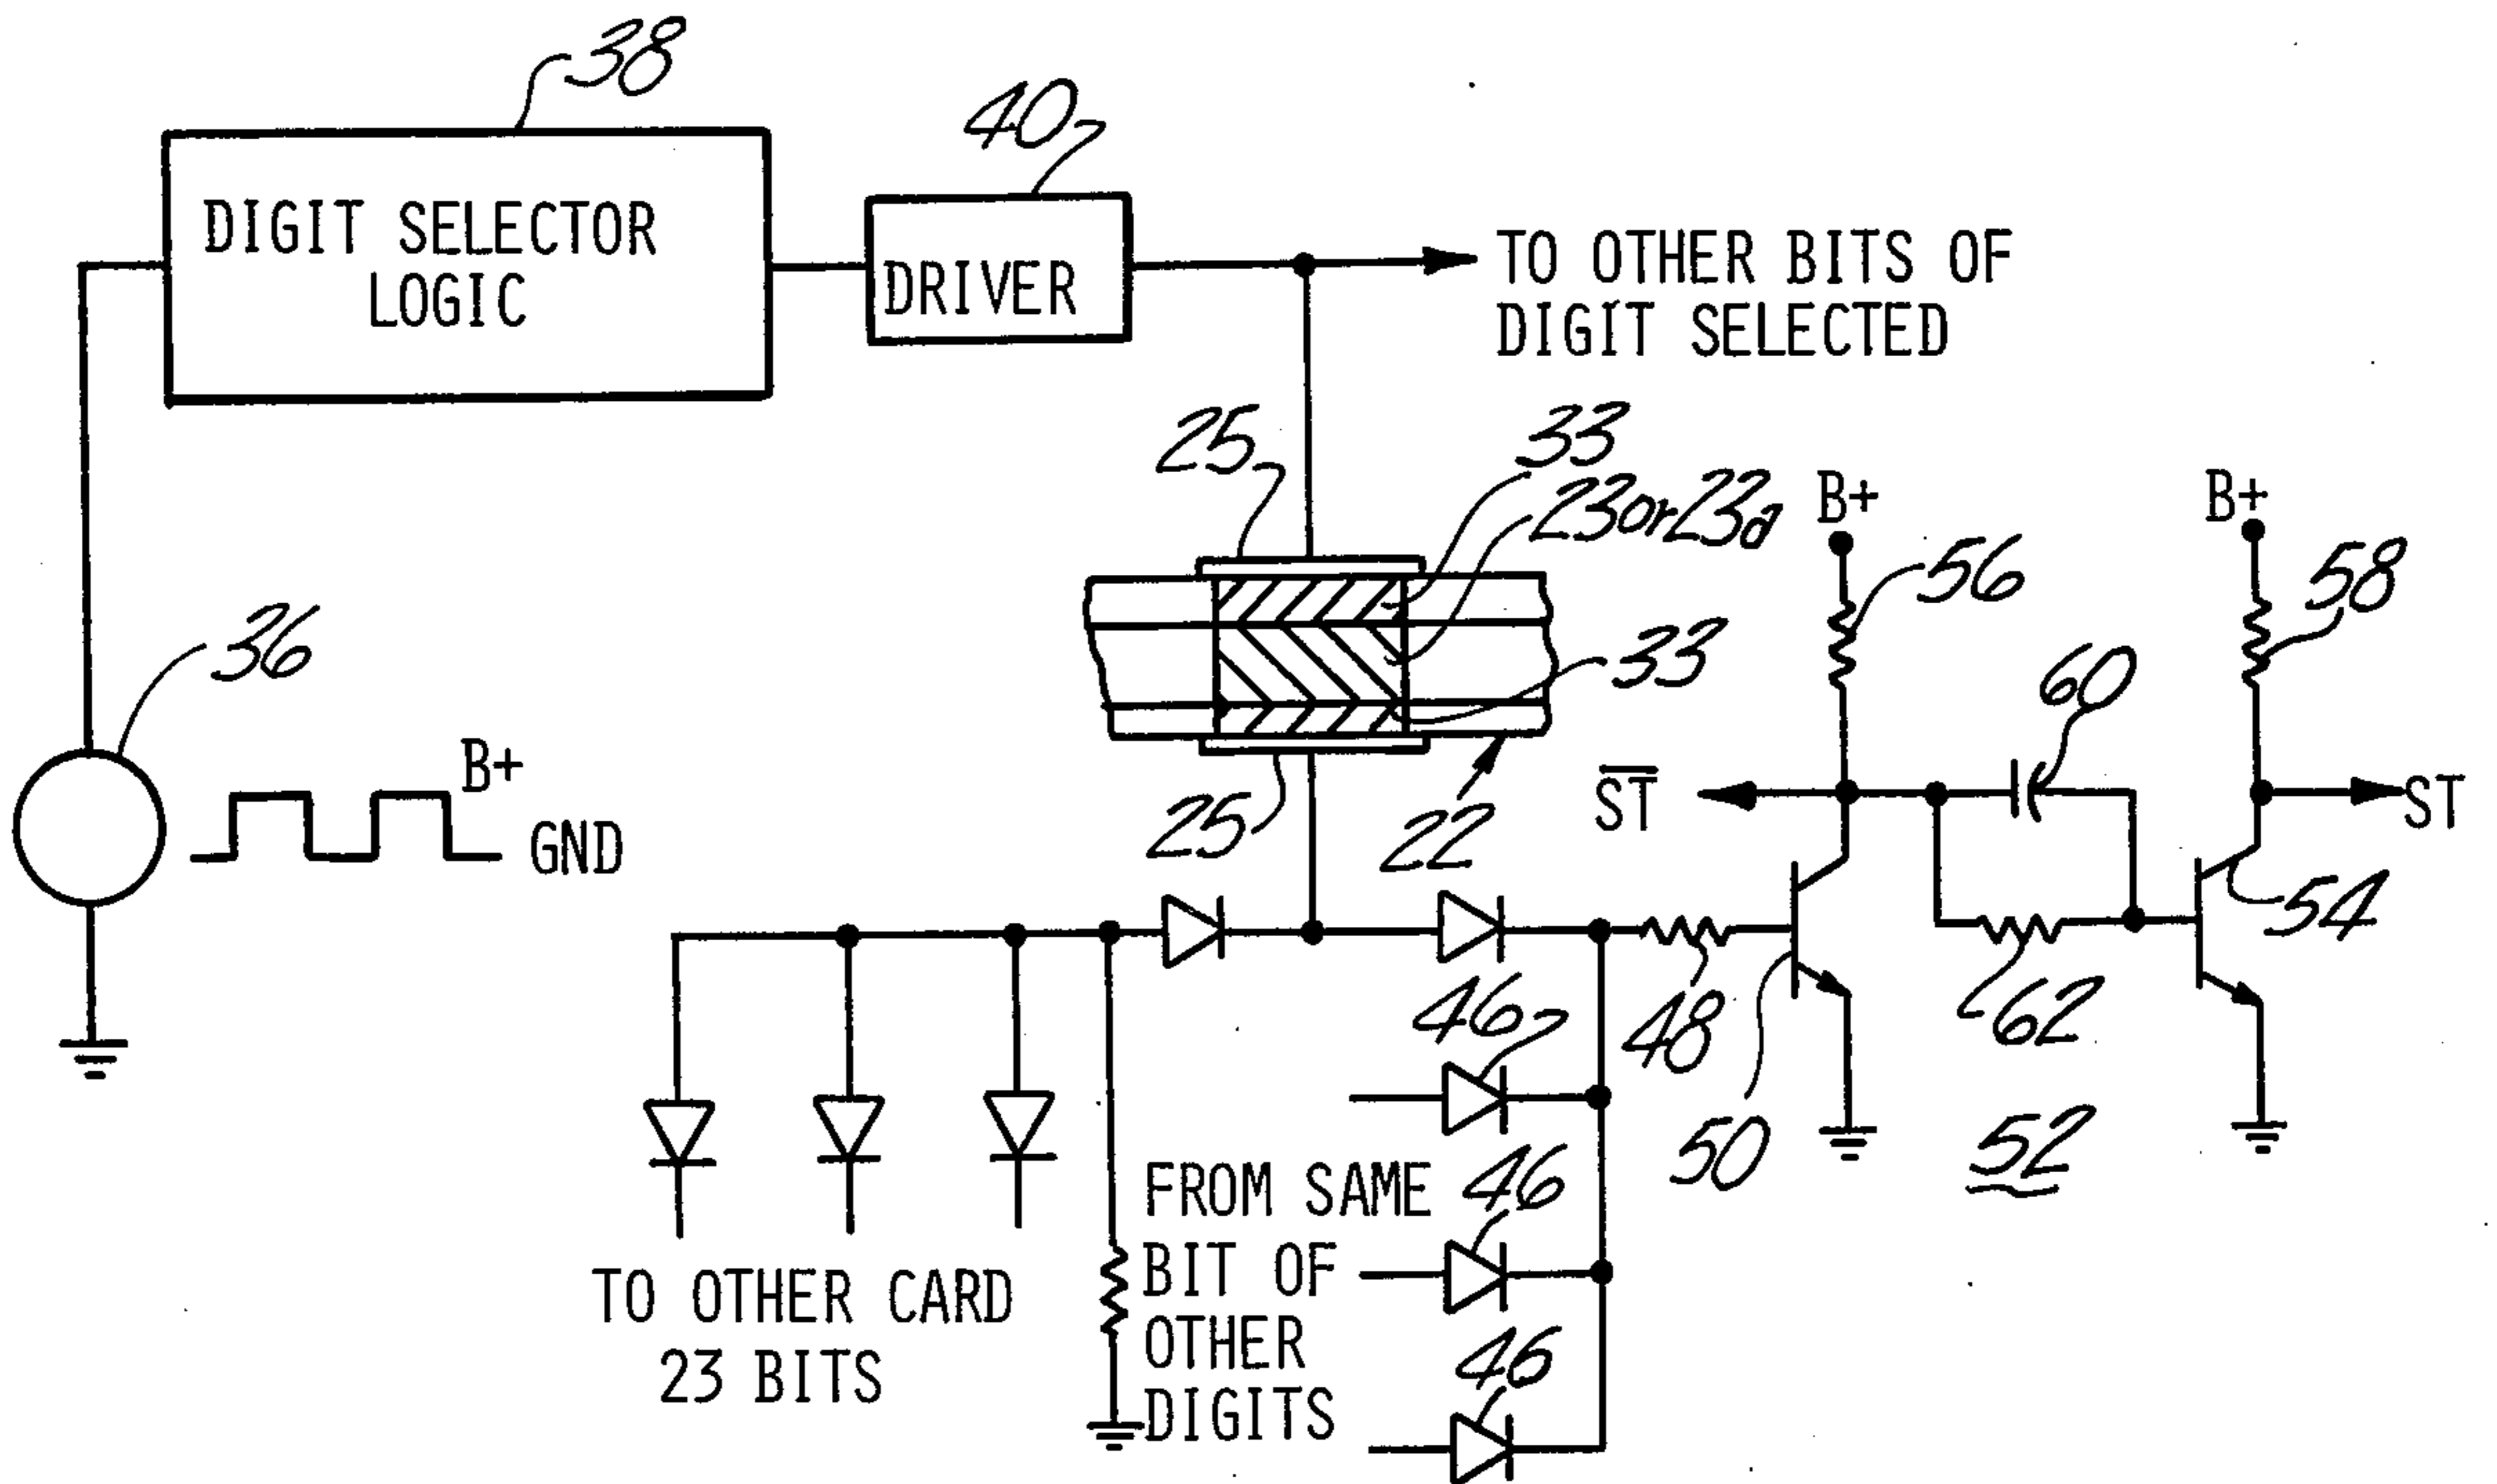 38
40
DIGIT SELECTOR
LOGIC
DRIVER
TO OTHER BITS OF
DIGIT SELECTED
25
33
23or23a
B+
B+
56
58
33
36
60
B+
GND
25
22
S̅T̅
ST
54
46
48
62
50
52
FROM SAME
BIT OF
OTHER
DIGITS
46
46
TO OTHER CARD
23 BITS